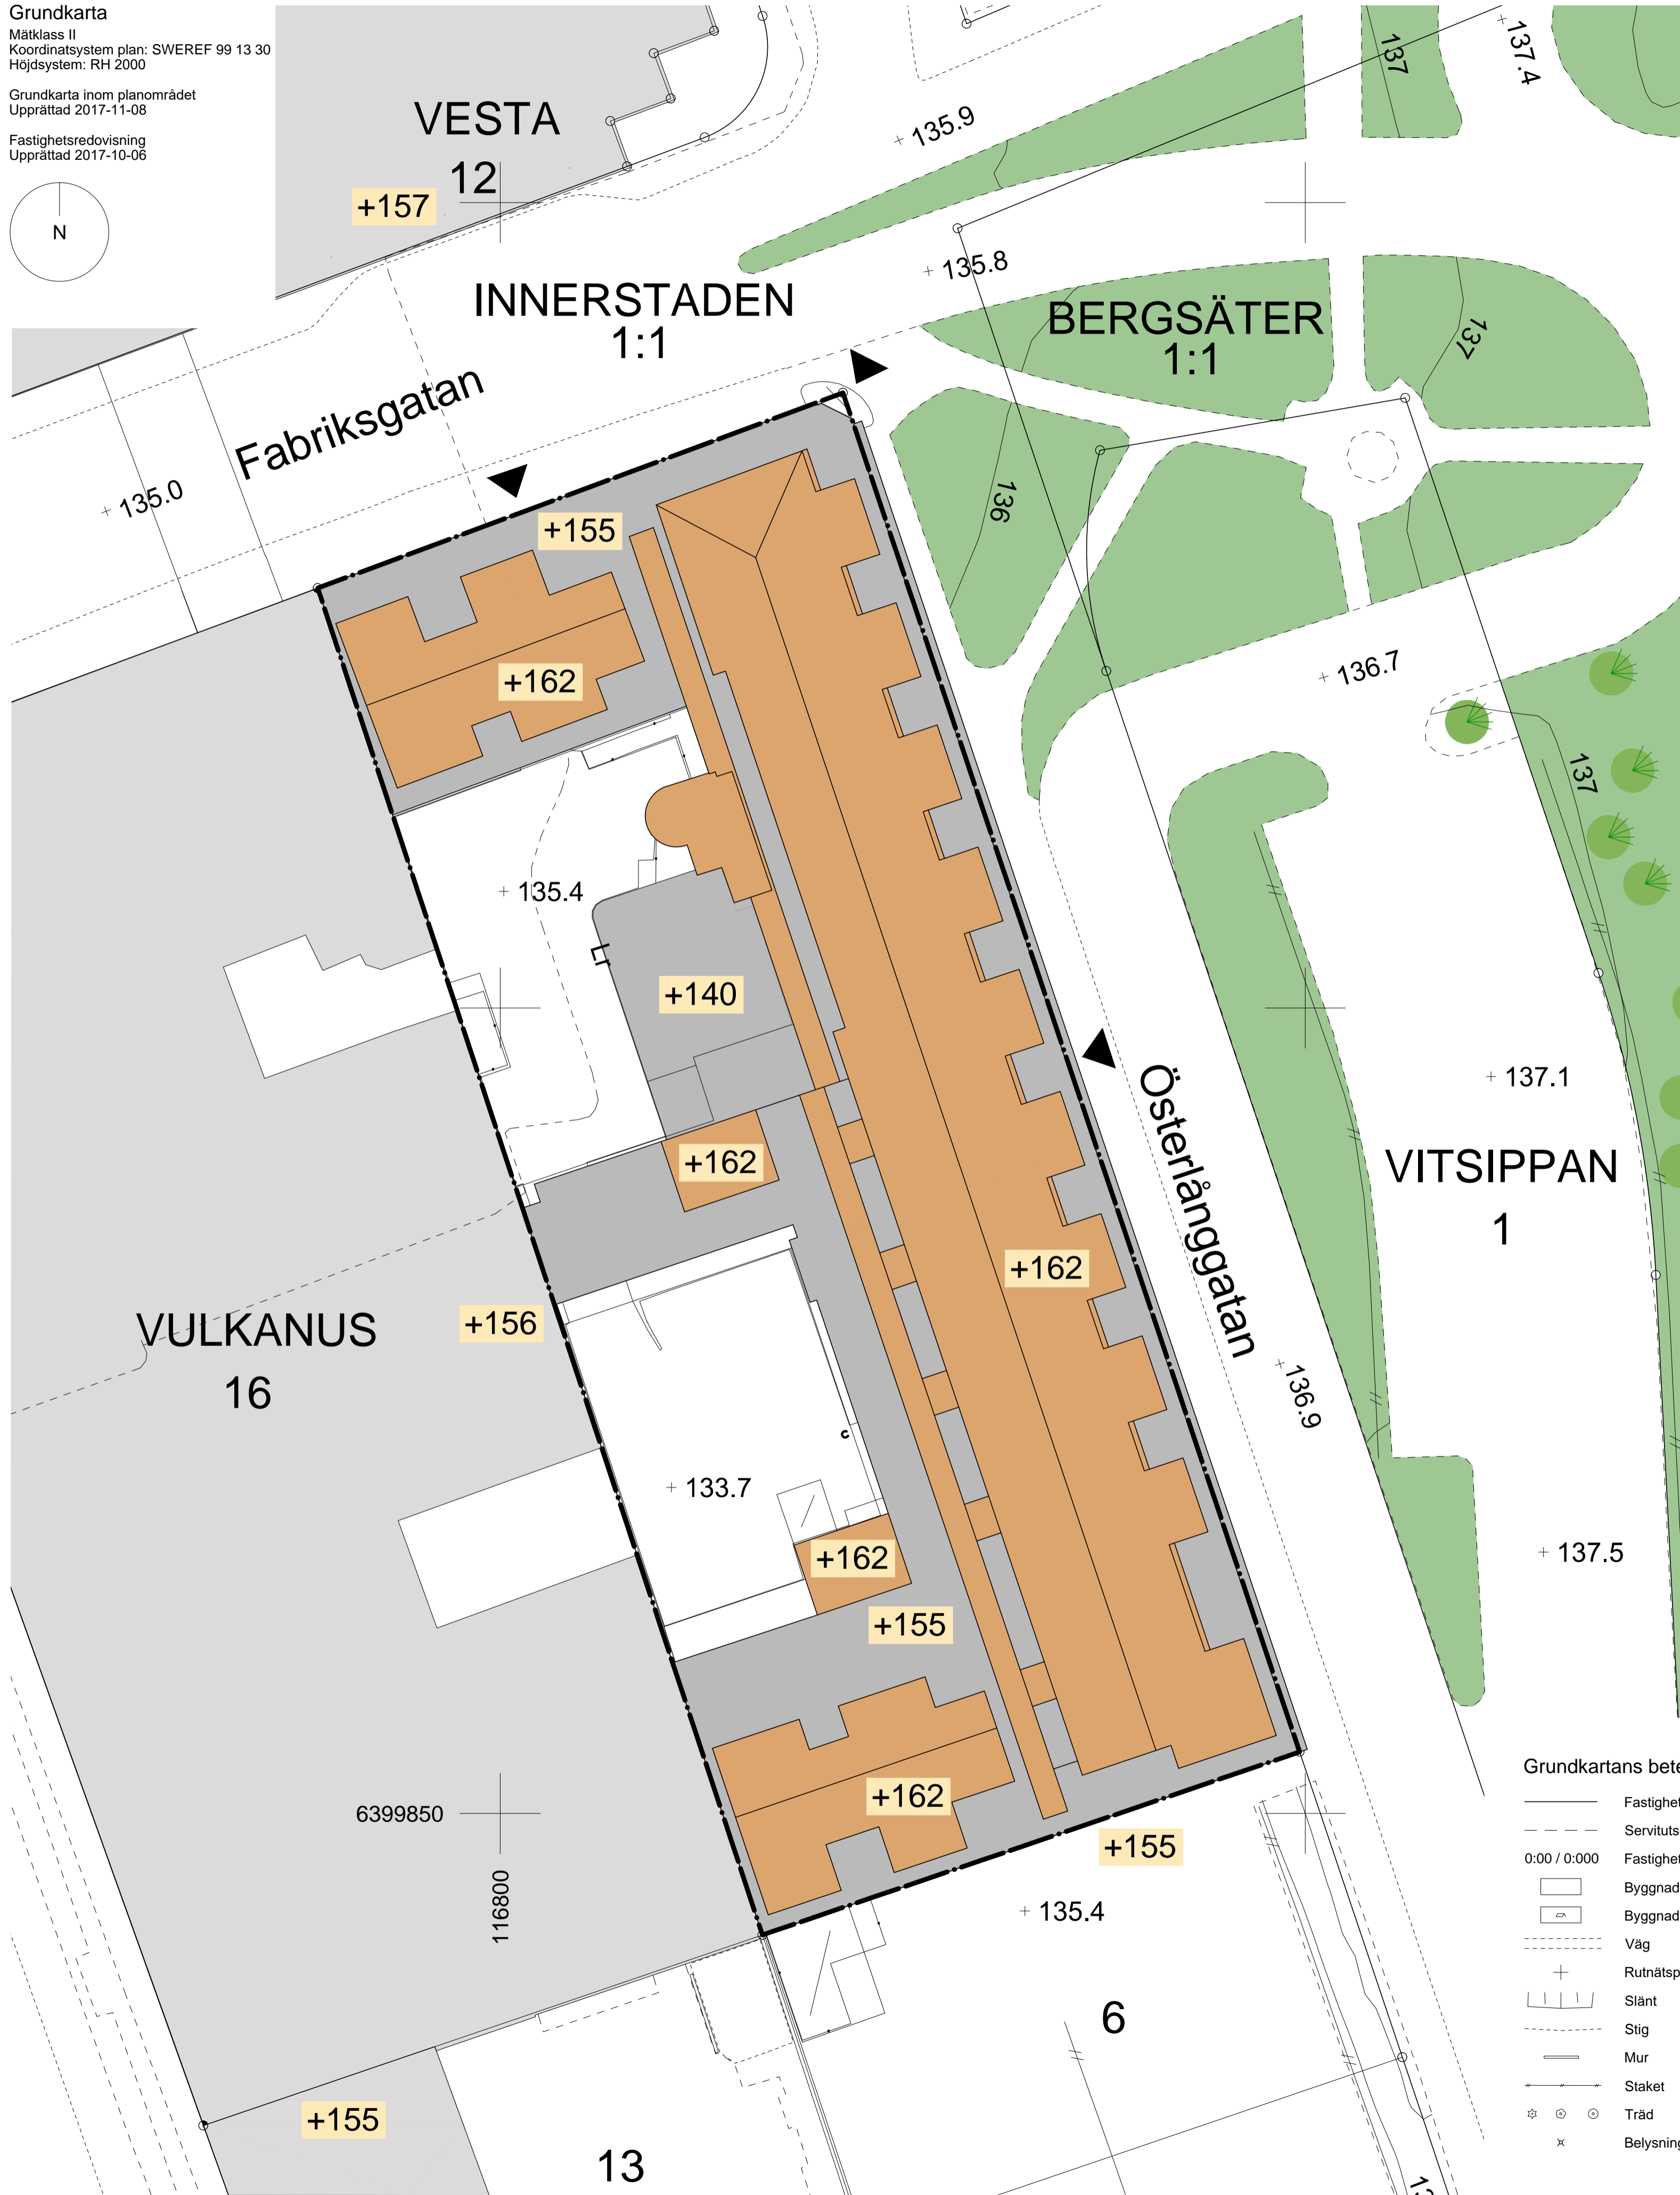 Grundkarta
Mätklass II
Koordinatsystem plan: SWEREF 99 13 30
Höjdsystem: RH 2000
Grundkarta inom planområdet
Upprättad 2017-11-08
Fastighetsredovisning
Upprättad 2017-10-06
N
VESTA
12
+157
135.9
137
137.4
135.8
INNERSTADEN
1:1
BERGSÄTER
1:1
137
Fabriksgatan
135.0
136
+155
+162
136.7
137
135.4
Lr
+140
137.1
Österlånggatan
+162
VITSIPPAN
1
+162
VULKANUS
16
+156
136.9
133.7
137.5
+162
+155
Grundkartans bete
Fastighet
Servituts
0:00 / 0:000 Fastighet
Byggnad
Byggnad
Väg
Rutnätsp
Slänt
Stig
Mur
Staket
Träd
Belysning
+162
6399850
+155
116800
135.4
6
+155
13